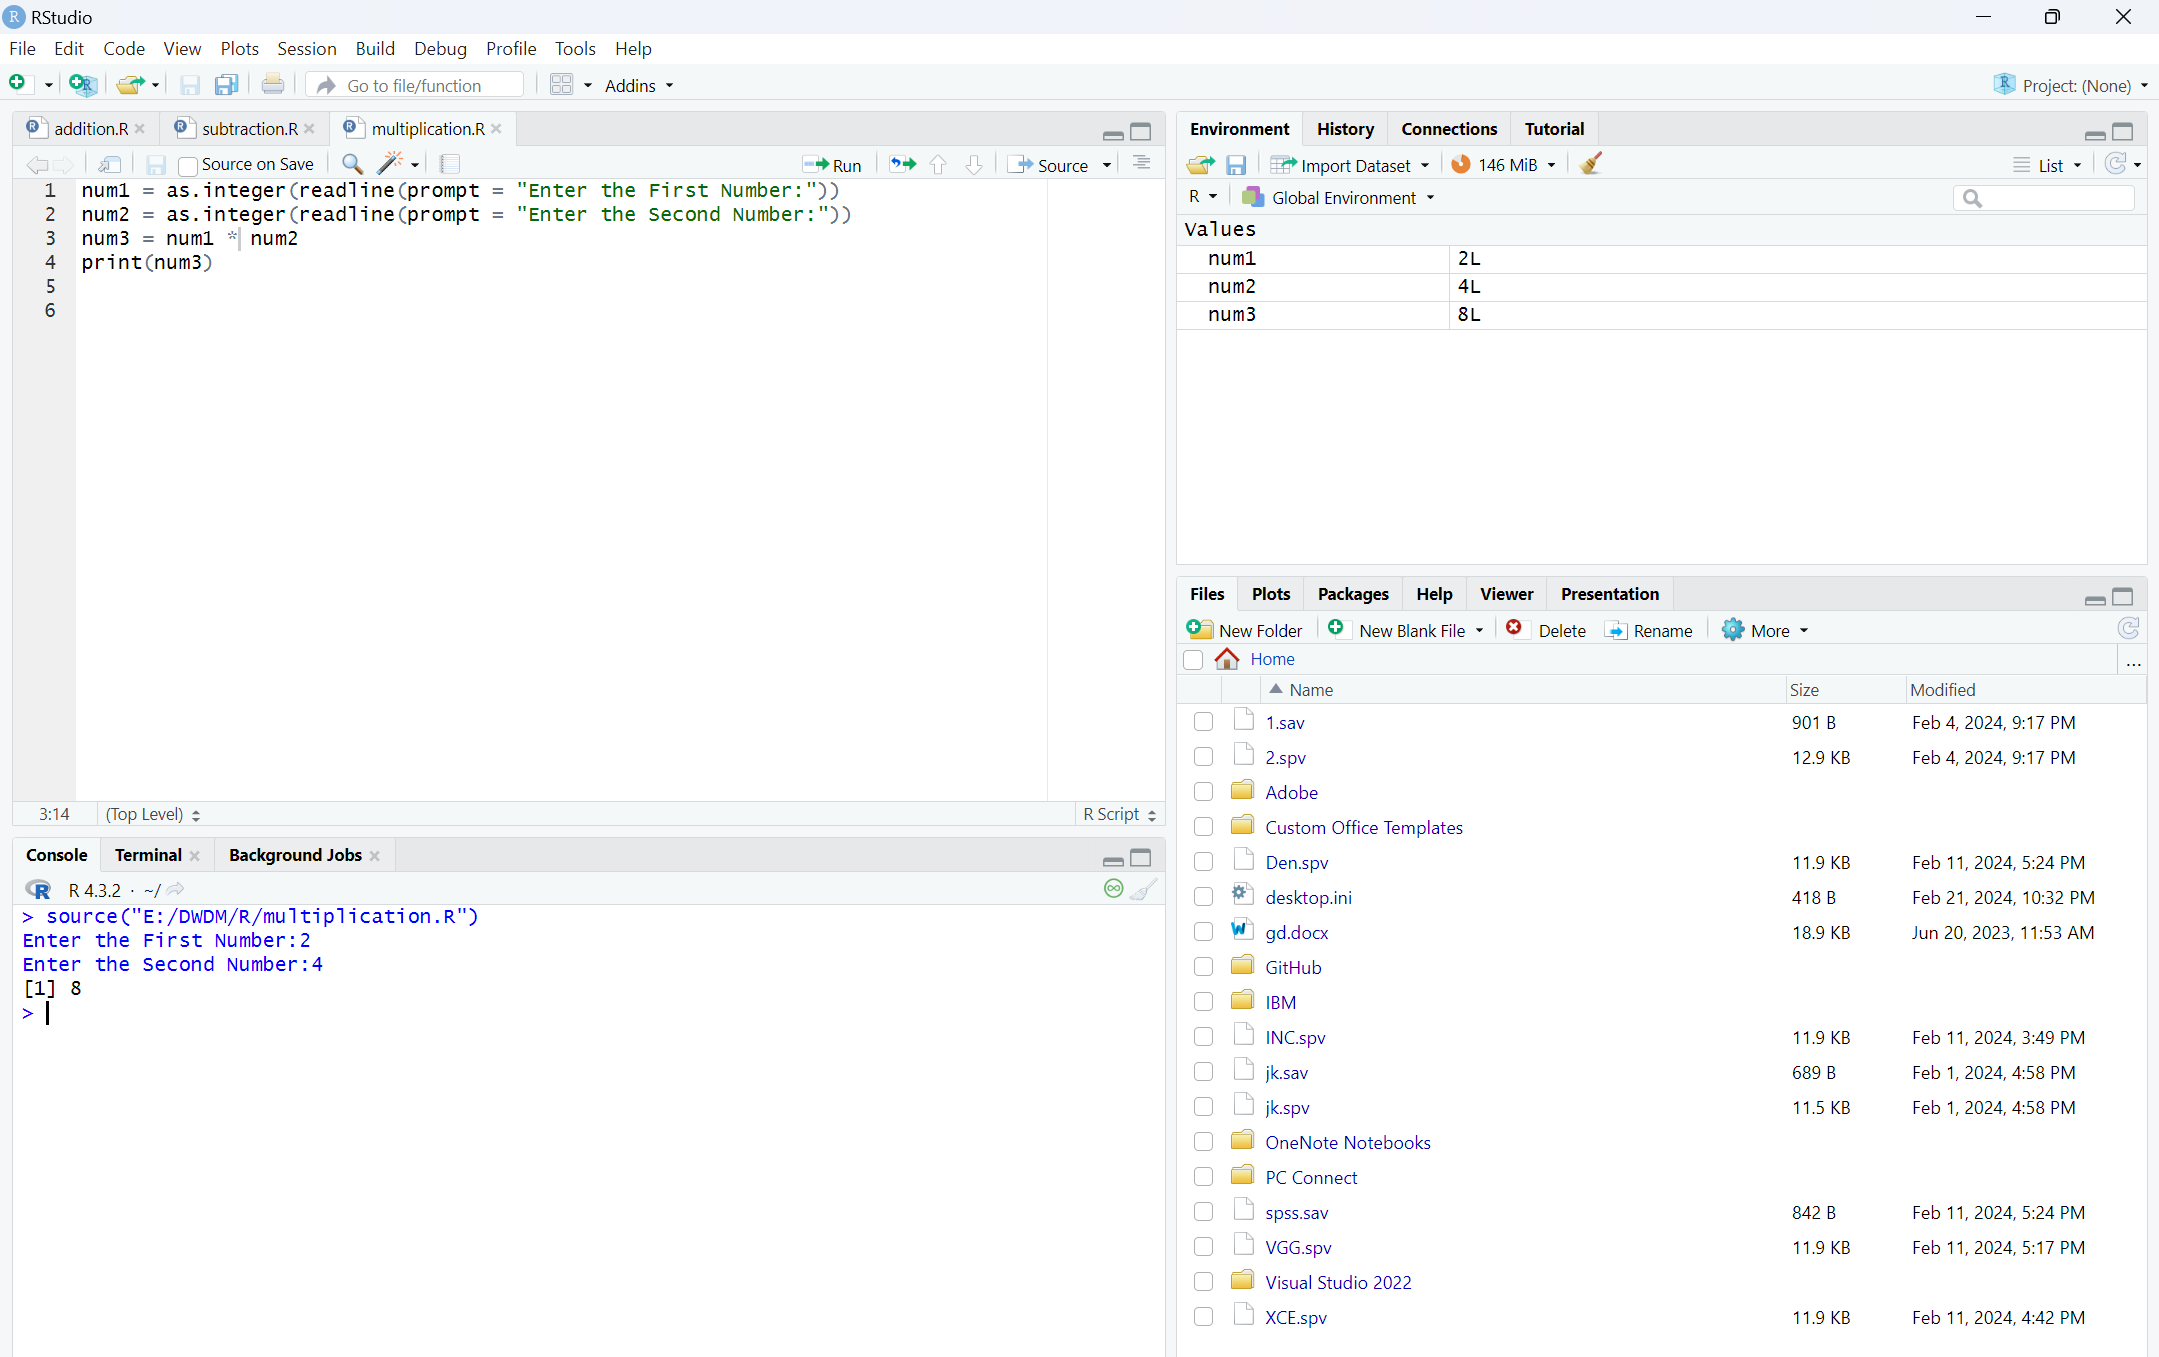 RStudio
File Edit Code View Plots Session Build Debug Profile Tools Help
Go to file/function Addins Project: (None)
addition.R subtraction.R multiplication.R
Source on Save Run Source
1 num1 = as.integer(readline(prompt = "Enter the First Number:"))
2 num2 = as.integer(readline(prompt = "Enter the Second Number:"))
3 num3 = num1 * num2
4 print(num3)
5
6
3:14 (Top Level) R Script
Console Terminal Background Jobs
R 4.3.2 · ~/
> source("E:/DWDM/R/multiplication.R")
Enter the First Number:2
Enter the Second Number:4
[1] 8
>
Environment History Connections Tutorial
Import Dataset 146 MiB List
R Global Environment
Values
num1 2L
num2 4L
num3 8L
Files Plots Packages Help Viewer Presentation
New Folder New Blank File Delete Rename More
Home ...
Name Size Modified
1.sav 901 B Feb 4, 2024, 9:17 PM
2.spv 12.9 KB Feb 4, 2024, 9:17 PM
Adobe
Custom Office Templates
Den.spv 11.9 KB Feb 11, 2024, 5:24 PM
desktop.ini 418 B Feb 21, 2024, 10:32 PM
gd.docx 18.9 KB Jun 20, 2023, 11:53 AM
GitHub
IBM
INC.spv 11.9 KB Feb 11, 2024, 3:49 PM
jk.sav 689 B Feb 1, 2024, 4:58 PM
jk.spv 11.5 KB Feb 1, 2024, 4:58 PM
OneNote Notebooks
PC Connect
spss.sav 842 B Feb 11, 2024, 5:24 PM
VGG.spv 11.9 KB Feb 11, 2024, 5:17 PM
Visual Studio 2022
XCE.spv 11.9 KB Feb 11, 2024, 4:42 PM